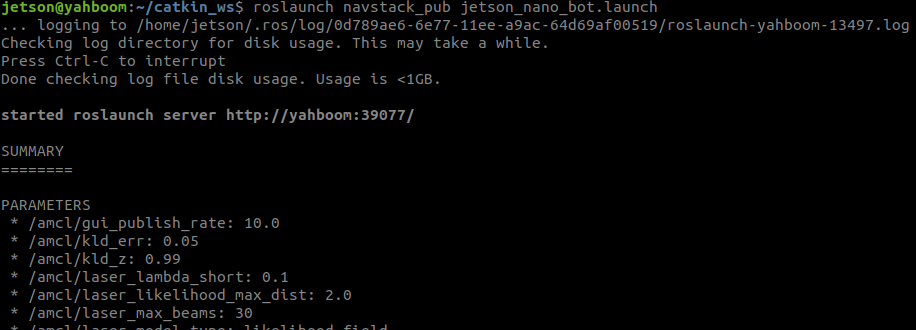 jetson@yahboom:~/catkin_ws$ roslaunch navstack_pub jetson_nano_bot.launch
... logging to /home/jetson/.ros/log/0d789ae6-6e77-11ee-a9ac-64d69af00519/roslaunch-yahboom-13497.log
Checking log directory for disk usage. This may take a while.
Press Ctrl-C to interrupt
Done checking log file disk usage. Usage is <1GB.
started roslaunch server http://yahboom:39077/
SUMMARY
========
PARAMETERS
* /amcl/gui_publish_rate: 10.0
* /amcl/kld_err: 0.05
* /amcl/kld_z: 0.99
* /amcl/laser_lambda_short: 0.1
* /amcl/laser_likelihood_max_dist: 2.0
* /amcl/laser_max_beams: 30
* /amcl/laser_model_type: likelihood_field